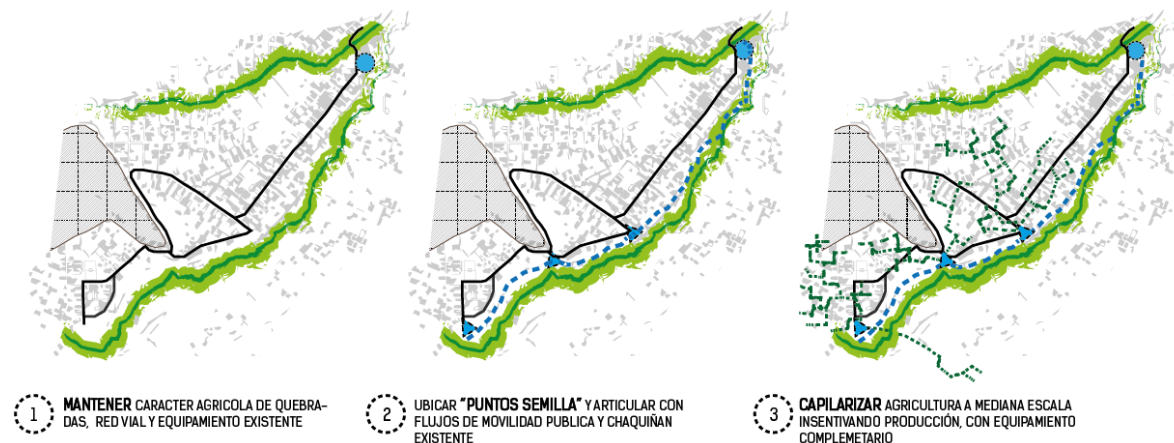 1
MANTENER CARACTER AGRICOLA DE QUEBRA-
DAS, RED VIAL Y EQUIPAMIENTO EXISTENTE
2
UBICAR "PUNTOS SEMILLA" Y ARTICULAR CON
FLUJOS DE MOVILIDAD PUBLICA Y CHAQUIÑAN
EXISTENTE
3
CAPILARIZAR AGRICULTURA A MEDIANA ESCALA
INSENTIVANDO PRODUCCIÓN, CON EQUIPAMIENTO
COMPLEMETARIO